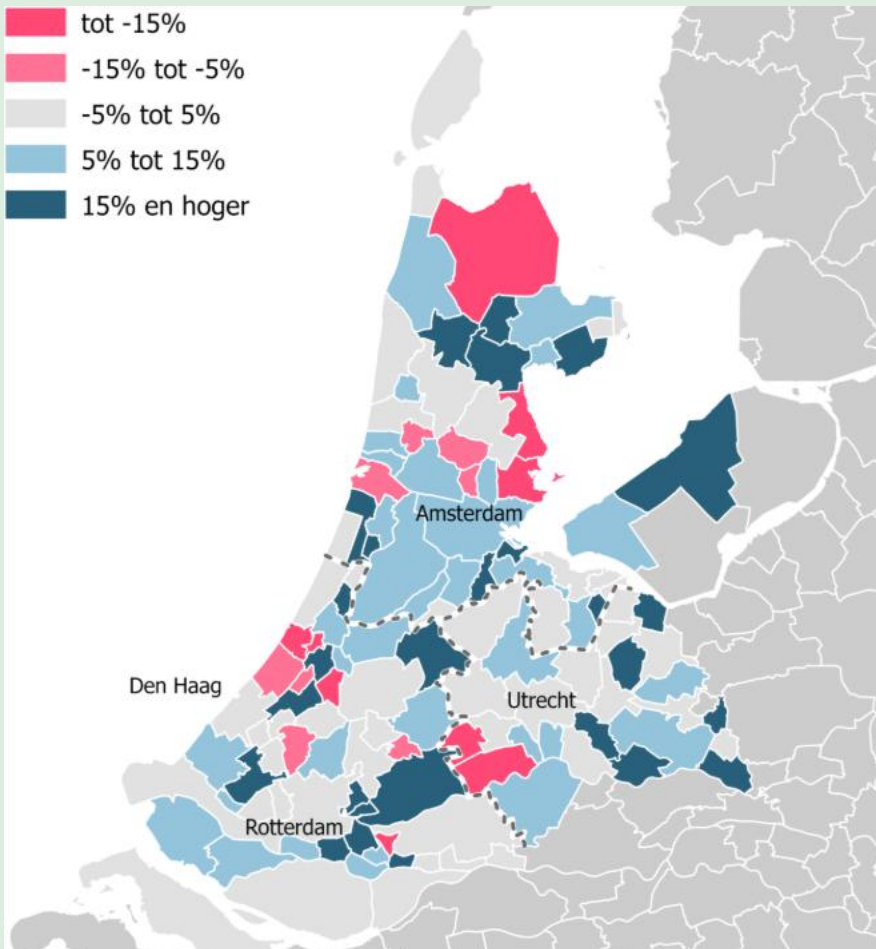 tot -15%
-15% tot -5%
-5% tot 5%
5% tot 15%
15% en hoger
Amsterdam
Den Haag
Utrecht
Rotterdam